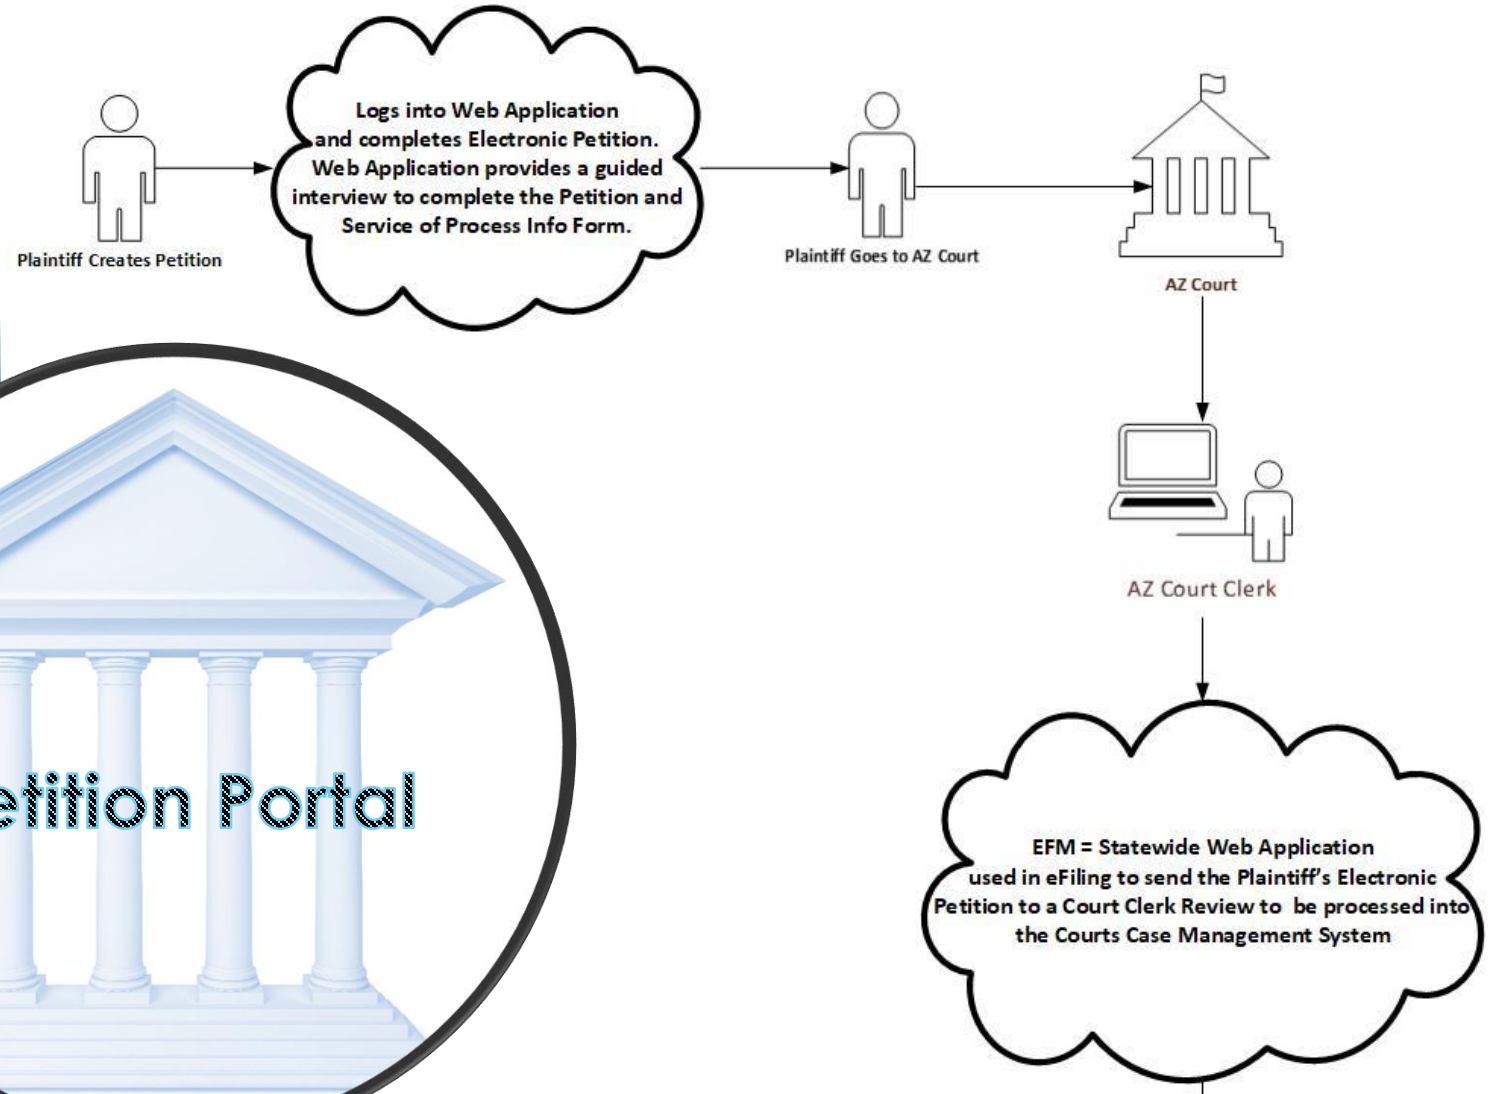 Logs into Web Application
and completes Electronic Petition.
Web Application provides a guided
interview to complete the Petition and
Service of Process Info Form.
Plaintiff Creates Petition
Plaintiff Goes to AZ Court
AZ Court
AZ Court Clerk
etition Portal
EFM = Statewide Web Application
used in eFiling to send the Plaintiff's Electronic
Petition to a Court Clerk Review to be processed into
the Courts Case Management System